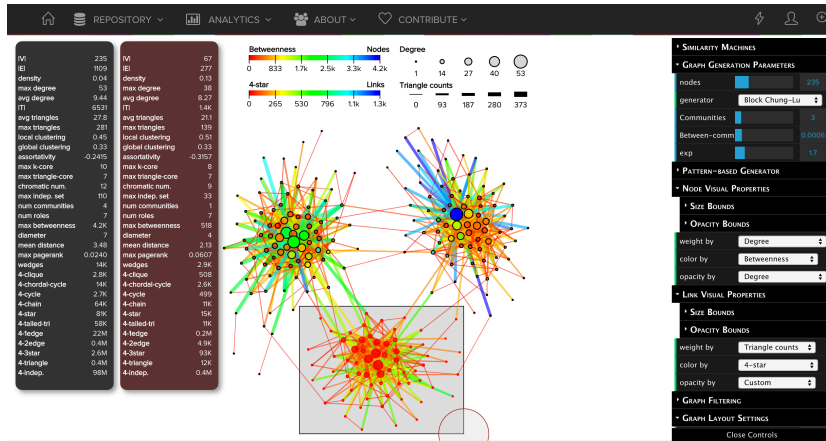 REPOSITORY ANALYTICS ABOUT CONTRIBUTE
|V| 235
|E| 1109
density 0.04
max degree 53
avg degree 9.44
|T| 6531
avg triangles 27.8
max triangles 281
local clustering 0.45
global clustering 0.33
assortativity -0.2415
max k-core 10
max triangle-core 7
chromatic num. 12
max indep. set 110
num communities 4
num roles 7
max betweenness 4.2K
diameter 7
mean distance 3.48
max pagerank 0.0240
wedges 14K
4-clique 2.8K
4-chordal-cycle 14K
4-cycle 2.7K
4-chain 64K
4-star 81K
4-tailed-tri 58K
4-1edge 22M
4-2edge 0.4M
4-3star 2.6M
4-triangle 0.4M
4-indep. 98M
|V| 67
|E| 277
density 0.13
max degree 38
avg degree 8.27
|T| 1.4K
avg triangles 21.1
max triangles 139
local clustering 0.51
global clustering 0.33
assortativity -0.3157
max k-core 8
max triangle-core 7
chromatic num. 9
max indep. set 33
num communities 1
num roles 7
max betweenness 518
diameter 4
mean distance 2.13
max pagerank 0.0607
wedges 2.9K
4-clique 508
4-chordal-cycle 2.6K
4-cycle 499
4-chain 11K
4-star 15K
4-tailed-tri 11K
4-1edge 0.2M
4-2edge 4.9K
4-3star 93K
4-triangle 12K
4-indep. 0.4M
Betweenness Nodes
0 833 1.7k 2.5k 3.3k 4.2k
4-star Links
0 265 530 796 1.1k 1.3k
Degree
1 14 27 40 53
Triangle counts
0 93 187 280 373
SIMILARITY MACHINES
GRAPH GENERATION PARAMETERS
nodes 235
generator Block Chung-Lu
Communities 3
Between-comm 0.0006
exp 1.7
PATTERN-BASED GENERATOR
NODE VISUAL PROPERTIES
SIZE BOUNDS
OPACITY BOUNDS
weight by Degree
color by Betweenness
opacity by Degree
LINK VISUAL PROPERTIES
SIZE BOUNDS
OPACITY BOUNDS
weight by Triangle counts
color by 4-star
opacity by Custom
GRAPH FILTERING
GRAPH LAYOUT SETTINGS
Close Controls